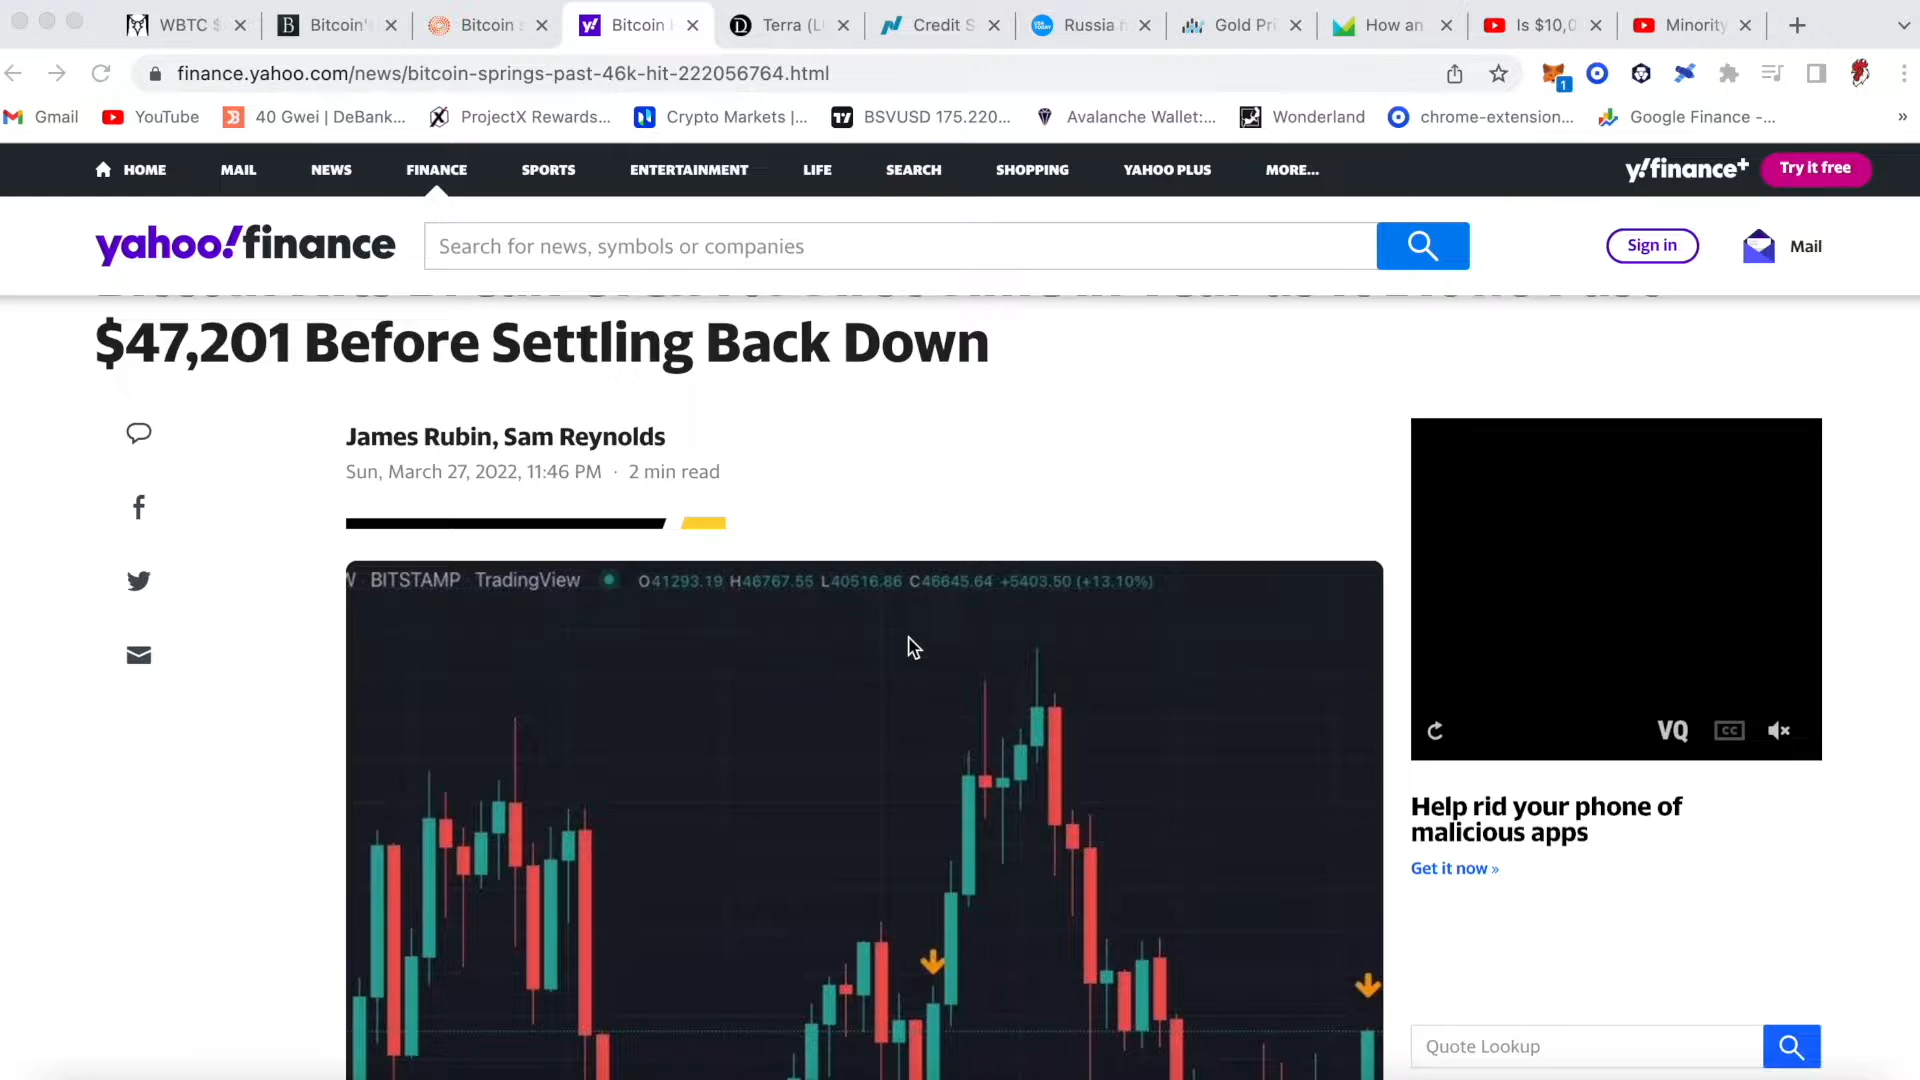 WBTC $
Bitcoin'
Bitcoin s
Bitcoin
Terra (L
Credit S
Russia
Gold Pri
How an
Is $10,0
Minority
finance.yahoo.com/news/bitcoin-springs-past-46k-hit-222056764.html
1
Gmail
YouTube
40 Gwei | DeBank...
ProjectX Rewards...
Crypto Markets |...
BSVUSD 175.220...
Avalanche Wallet:...
Wonderland
chrome-extension...
Google Finance -...
»
HOME
MAIL
NEWS
FINANCE
SPORTS
ENTERTAINMENT
LIFE
SEARCH
SHOPPING
YAHOO PLUS
MORE...
y!finance+
Try it free
yahoo!finance
Search for news, symbols or companies
Sign in
Mail
$47,201 Before Settling Back Down
James Rubin, Sam Reynolds
Sun, March 27, 2022, 11:46 PM · 2 min read
BITSTAMP TradingView O41293.19 H46767.55 L40516.86 C46645.64 +5403.50 (+13.10%)
VQ
CC
Help rid your phone of
malicious apps
Get it now »
Quote Lookup